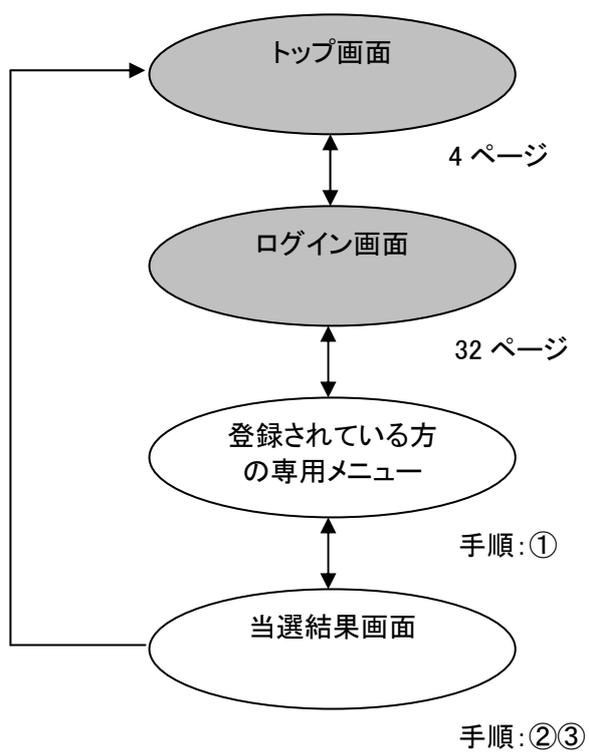 トップ画面
4 ページ
ログイン画面
32 ページ
登録されている方
の専用メニュー
手順:①
当選結果画面
手順:②③